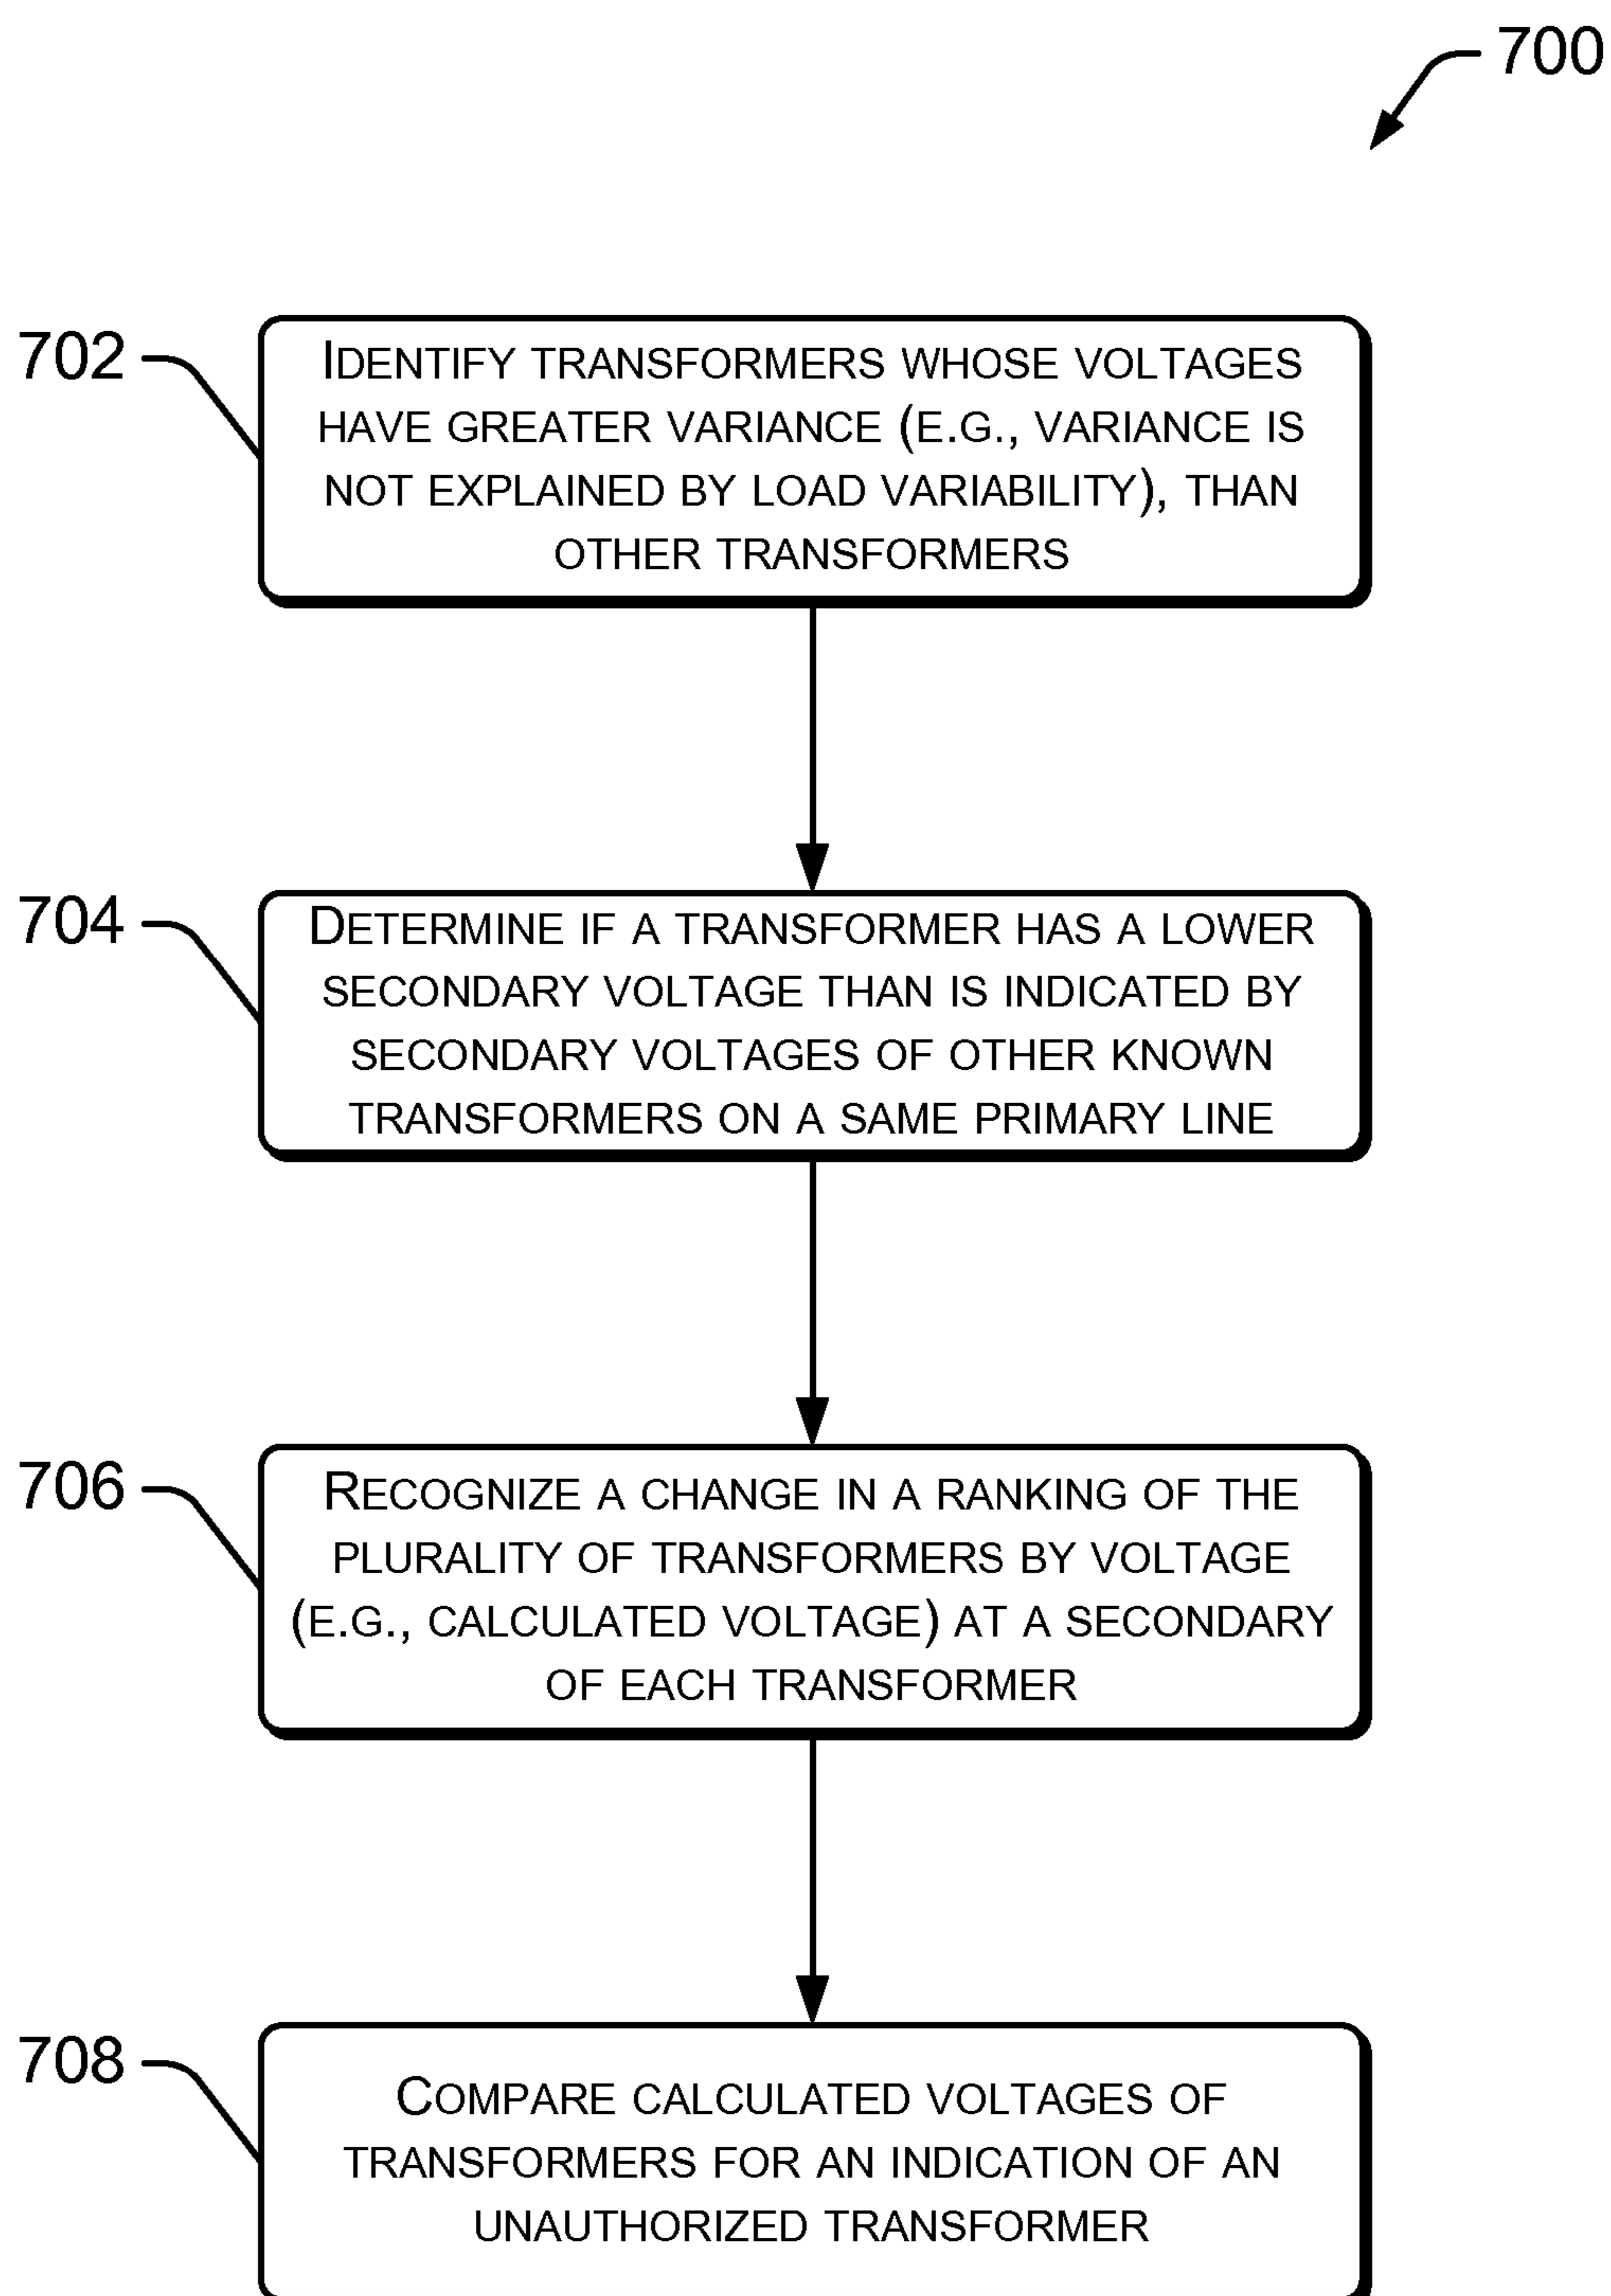 700
702
IDENTIFY TRANSFORMERS WHOSE VOLTAGES
HAVE GREATER VARIANCE (E.G., VARIANCE IS
NOT EXPLAINED BY LOAD VARIABILITY), THAN
OTHER TRANSFORMERS
704
DETERMINE IF A TRANSFORMER HAS A LOWER
SECONDARY VOLTAGE THAN IS INDICATED BY
SECONDARY VOLTAGES OF OTHER KNOWN
TRANSFORMERS ON A SAME PRIMARY LINE
706
RECOGNIZE A CHANGE IN A RANKING OF THE
PLURALITY OF TRANSFORMERS BY VOLTAGE
(E.G., CALCULATED VOLTAGE) AT A SECONDARY
OF EACH TRANSFORMER
708
COMPARE CALCULATED VOLTAGES OF
TRANSFORMERS FOR AN INDICATION OF AN
UNAUTHORIZED TRANSFORMER